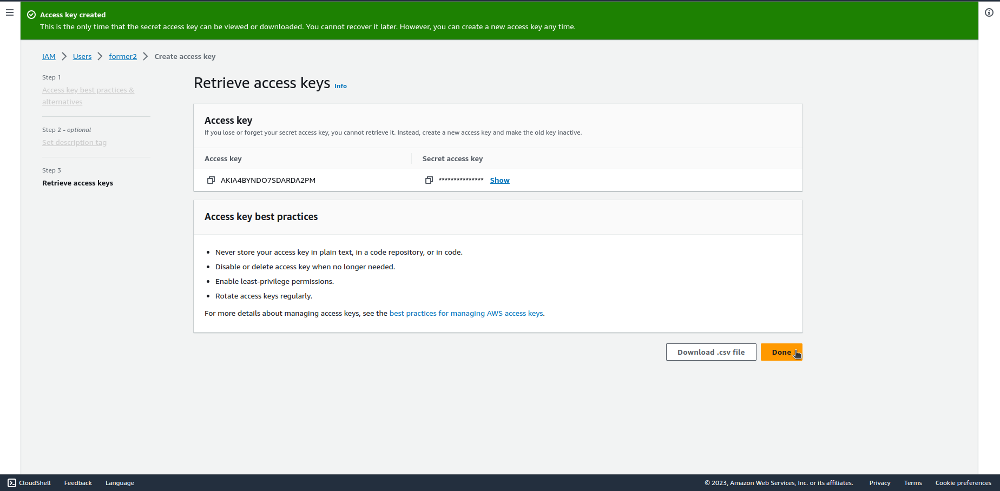 Access key created
This is the only time that the secret access key can be viewed or downloaded. You cannot recover it later. However, you can create a new access key any time.
IAM Users former2 Create access key
Step 1
Access key best practices &
alternatives
Step 2 - optional
Set description tag
Step 3
Retrieve access keys
Retrieve access keys Info
Access key
If you lose or forget your secret access key, you cannot retrieve it. Instead, create a new access key and make the old key inactive.
Access key Secret access key
AKIA4BYNDO7SDARDA2PM *************** Show
Access key best practices
• Never store your access key in plain text, in a code repository, or in code.
• Disable or delete access key when no longer needed.
• Enable least-privilege permissions.
• Rotate access keys regularly.
For more details about managing access keys, see the best practices for managing AWS access keys.
Download .csv file Done
CloudShell Feedback Language © 2023, Amazon Web Services, Inc. or its affiliates. Privacy Terms Cookie preferences